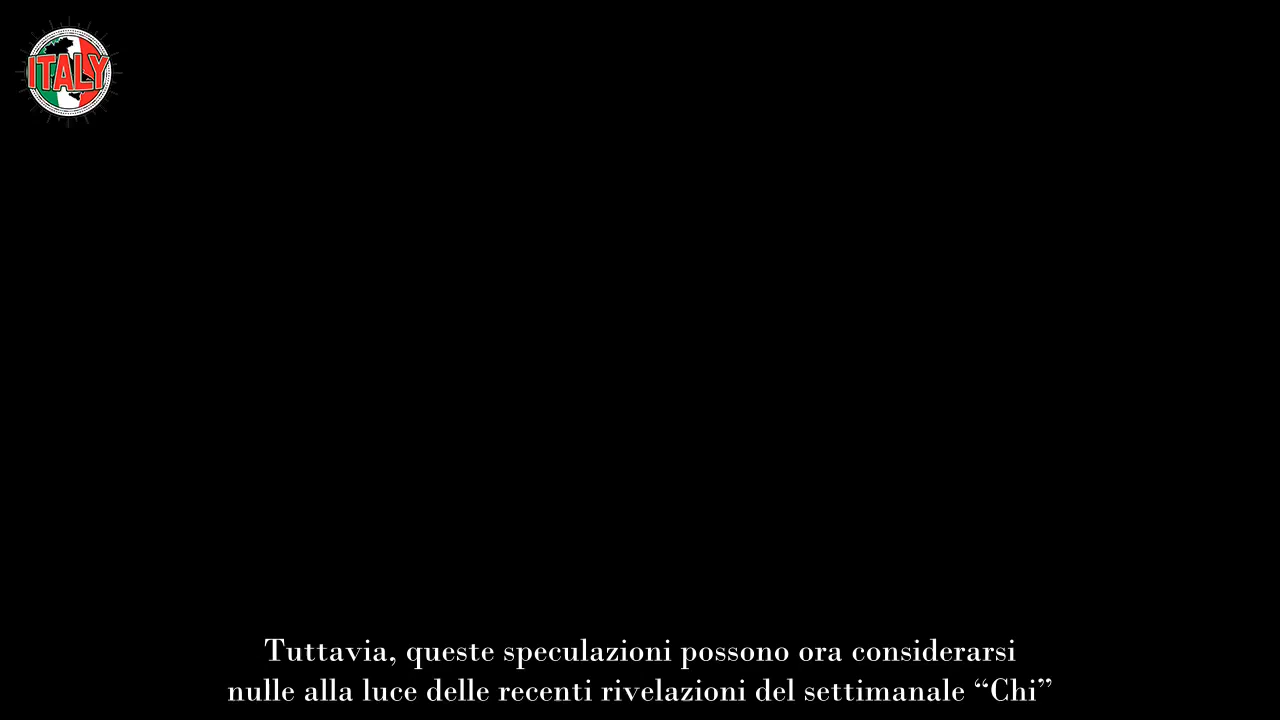 ITALY
Tuttavia, queste speculazioni possono ora considerarsi
nulle alla luce delle recenti rivelazioni del settimanale “Chi”